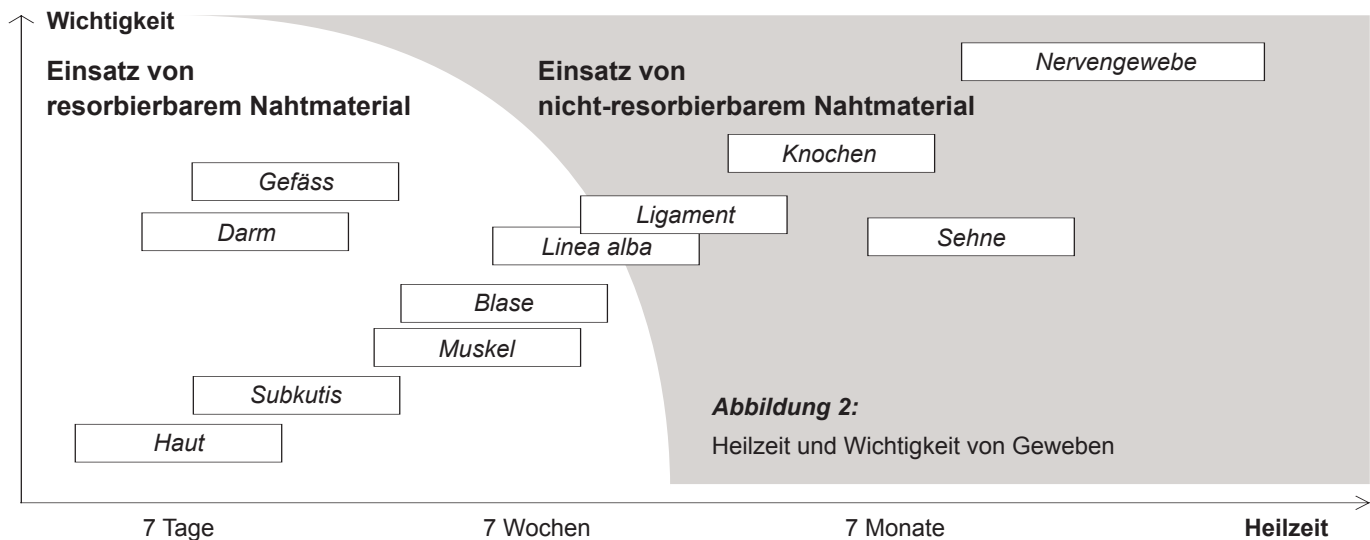 Wichtigkeit
Einsatz von
resorbierbarem Nahtmaterial
Einsatz von
nicht-resorbierbarem Nahtmaterial
Nervengewebe
Knochen
Gefäss
Ligament
Darm
Linea alba
Sehne
Blase
Muskel
Subkutis
Haut
Abbildung 2:
Heilzeit und Wichtigkeit von Geweben
7 Tage
7 Wochen
7 Monate
Heilzeit